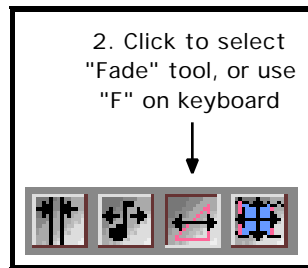 2. Click to select
"Fade" tool, or use
"F" on keyboard